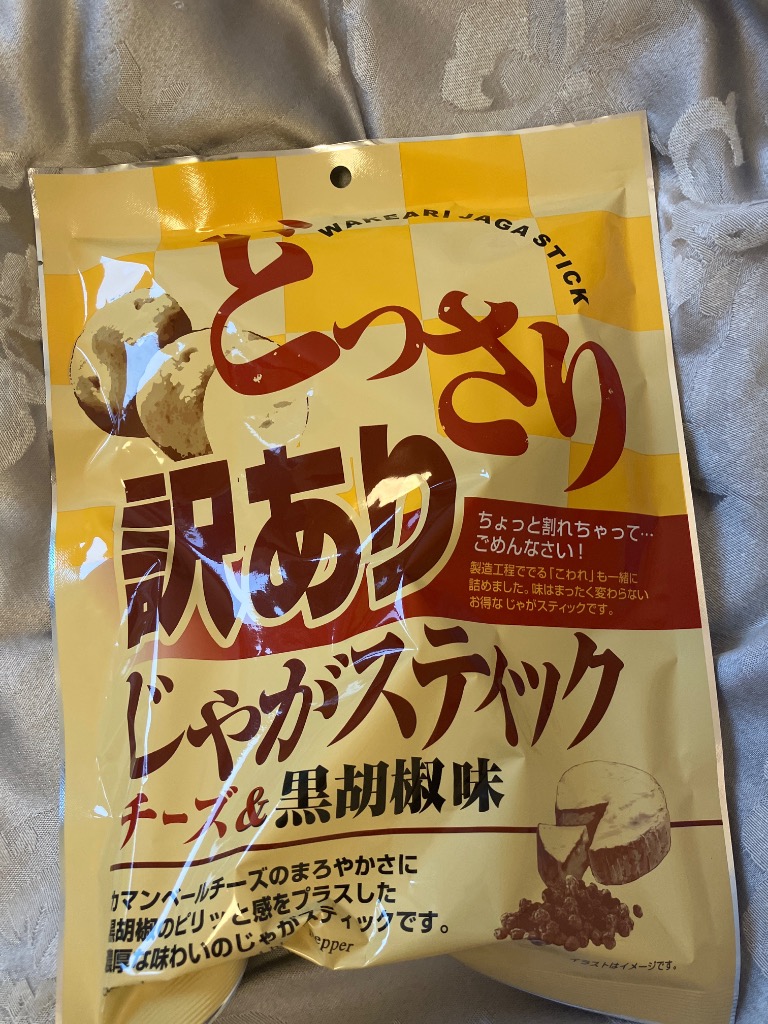 WAKEARI JAGA STICK
どっさり
訳あり
ちょっと割れちゃって…
ごめんなさい！
製造工程ででる「こわれ」も一緒に
詰めました。味はまったく変わらない
お得な じゃがスティックです。
じゃがスティック
チーズ&黒胡椒味
カマンベールチーズのまろやかさに
黒胡椒のピリッと感をプラスした
濃厚な味わいのじゃがスティックです。
epper
イラストはイメージです。